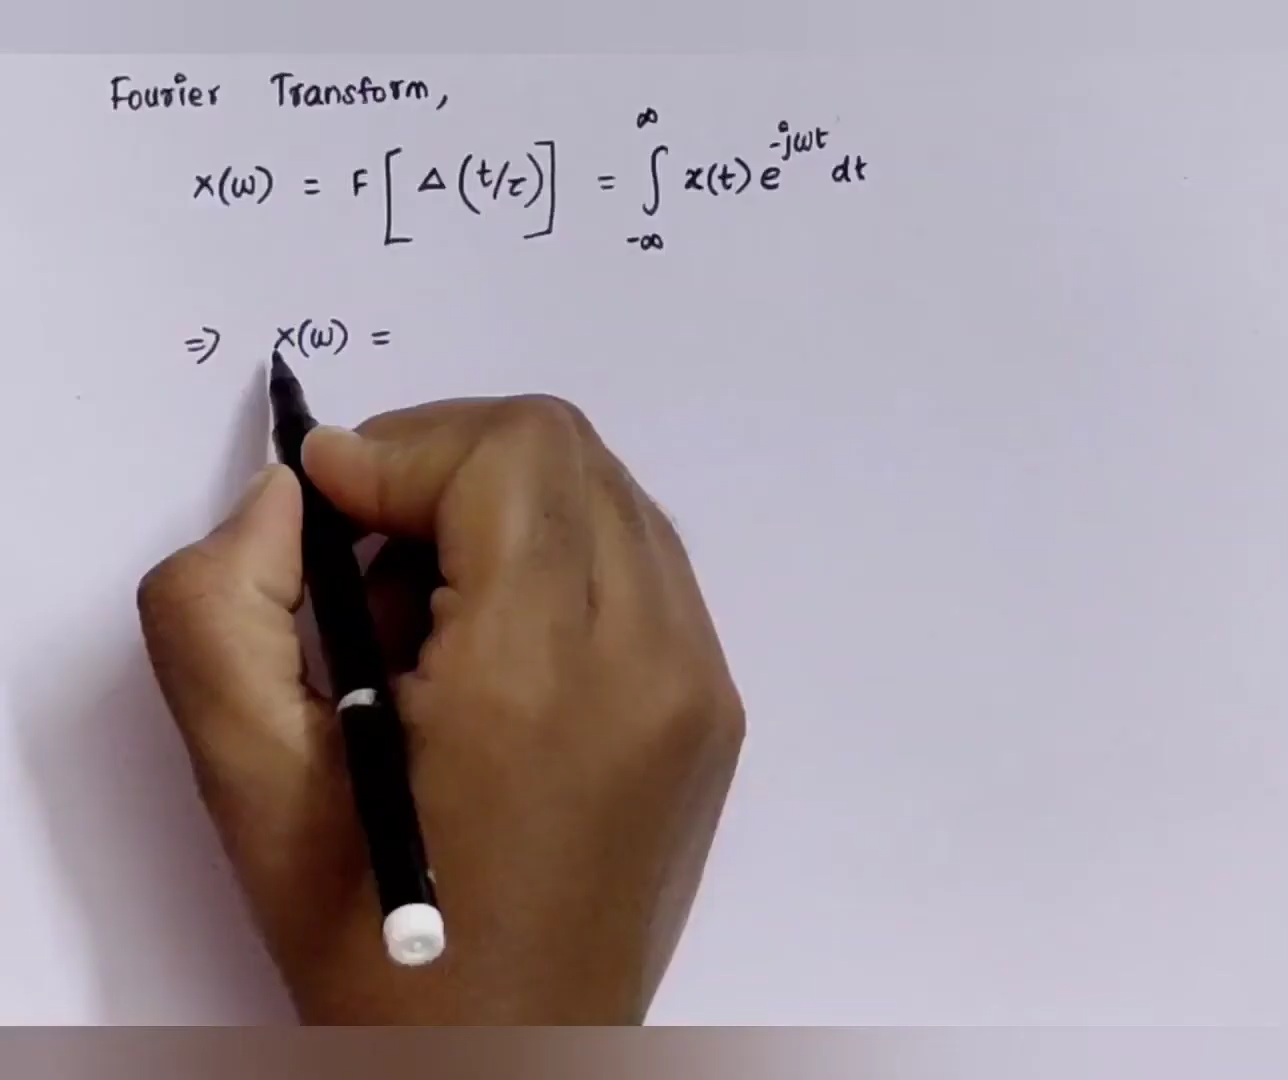 Fourier Transform,
x(ω) = F[Δ(t/τ)] = ∫_{-∞}^{∞} x(t) e^{-jωt} dt
⇒ x(ω) =